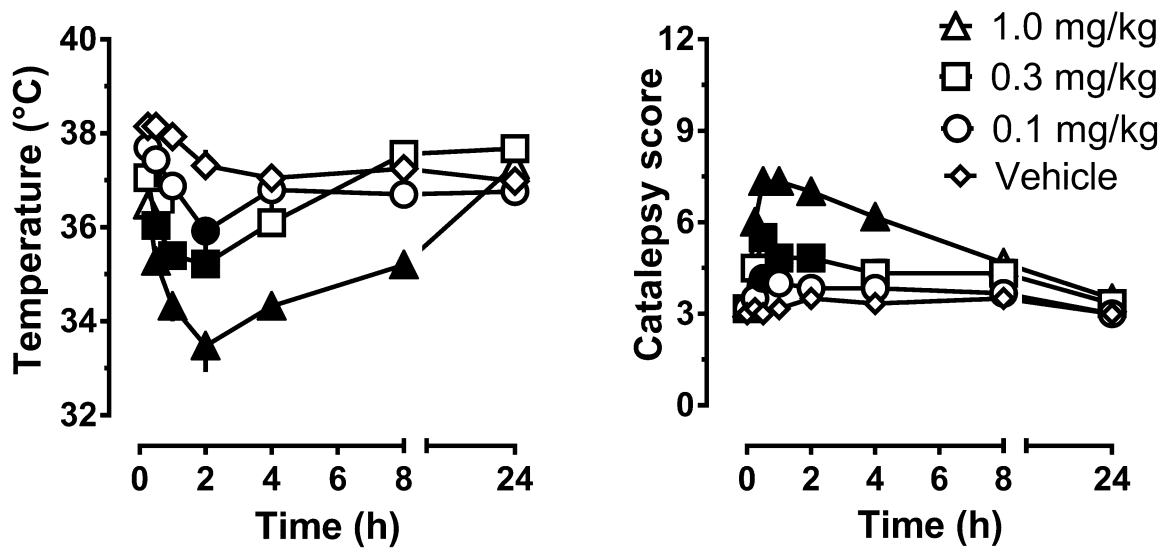 40
38
36
34
32
Temperature (°C)
0 2 4 6 8 24
Time (h)
12
9
6
3
0
Catalepsy score
0 2 4 6 8 24
Time (h)
1.0 mg/kg
0.3 mg/kg
0.1 mg/kg
Vehicle